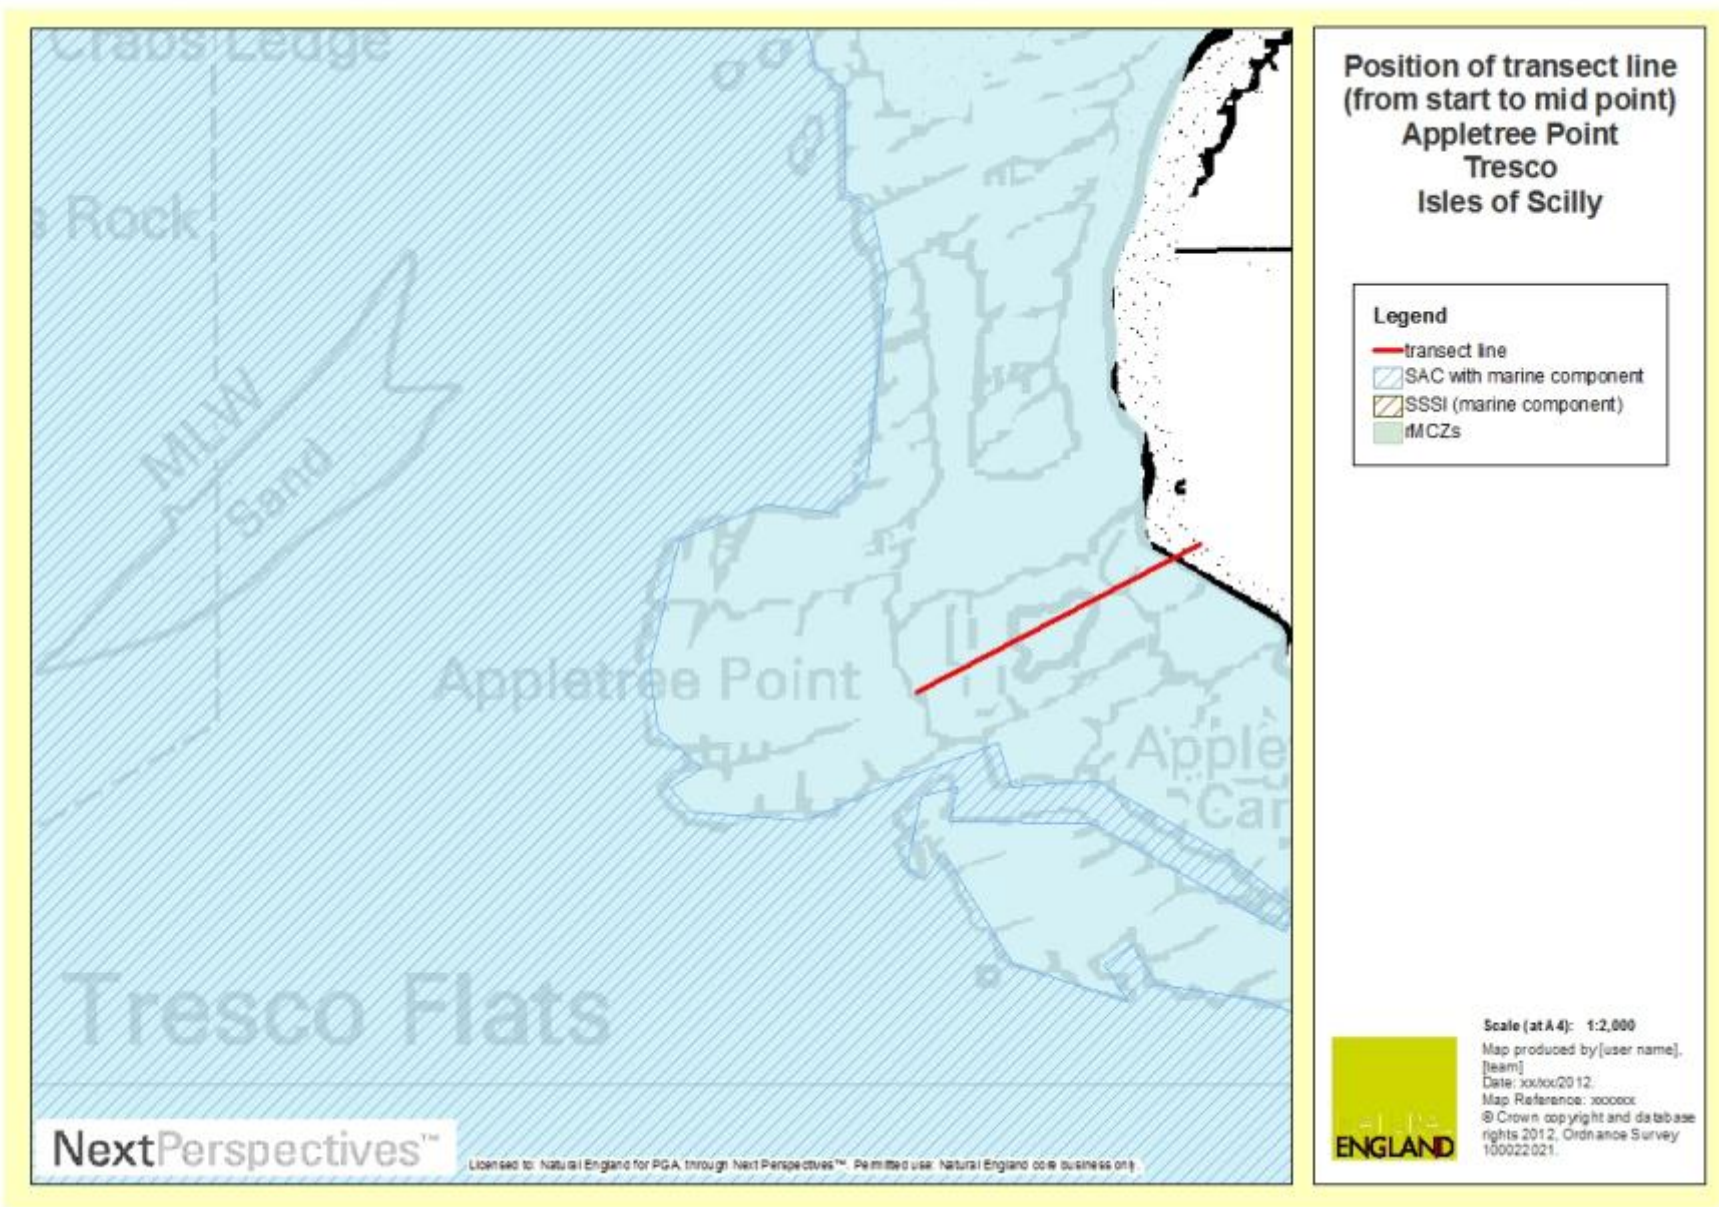 Crabs Ledge
s Rock
MLW
Sand
Appletree Point
Apple
Car
Tresco Flats
NextPerspectives™
Licensed to: Natural England for PGA, through Next Perspectives™. Permitted use: Natural England core business only.
Position of transect line
(from start to mid point)
Appletree Point
Tresco
Isles of Scilly
Legend
transect line
SAC with marine component
SSSI (marine component)
rMCZs
Scale (at A4): 1:2,000
Map produced by [user name],
[team]
Date: xx/xx/2012.
Map Reference: xxxxxx
© Crown copyright and database
rights 2012, Ordnance Survey
100022021.
ENGLAND